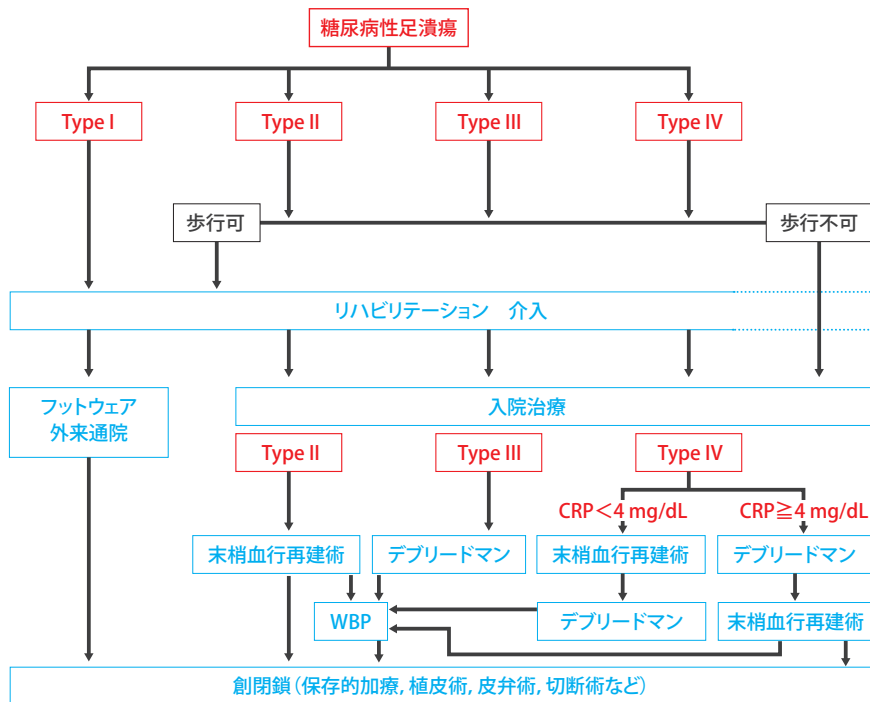 糖尿病性足潰瘍
Type I
Type II
Type III
Type IV
歩行可
歩行不可
リハビリテーション　介入
フットウェア
外来通院
入院治療
Type II
Type III
Type IV
CRP＜4 mg/dL
CRP≧4 mg/dL
末梢血行再建術
デブリードマン
末梢血行再建術
デブリードマン
WBP
デブリードマン
末梢血行再建術
創閉鎖（保存的加療, 植皮術, 皮弁術, 切断術など）